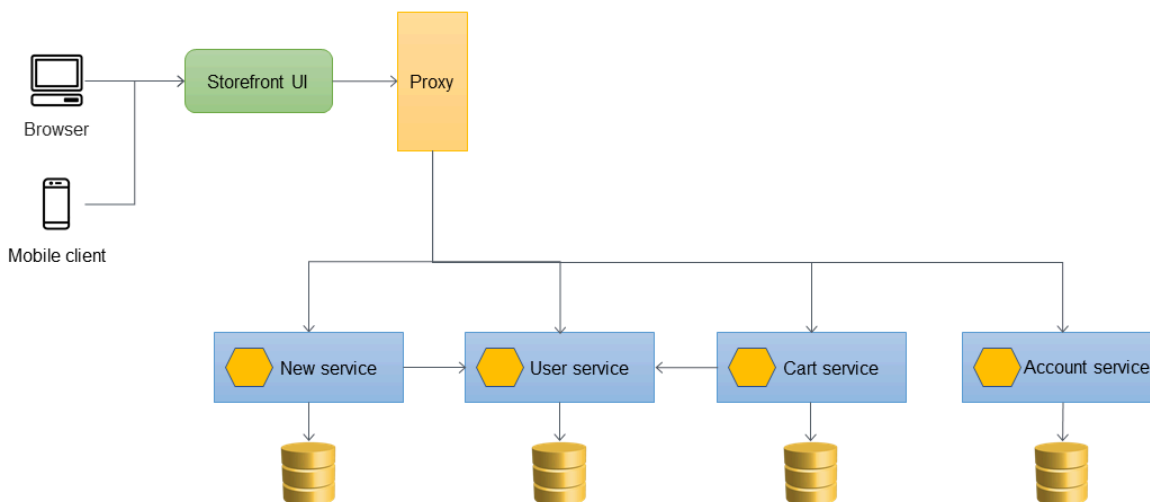 Storefront UI
Proxy
Browser
Mobile client
New service
User service
Cart service
Account service